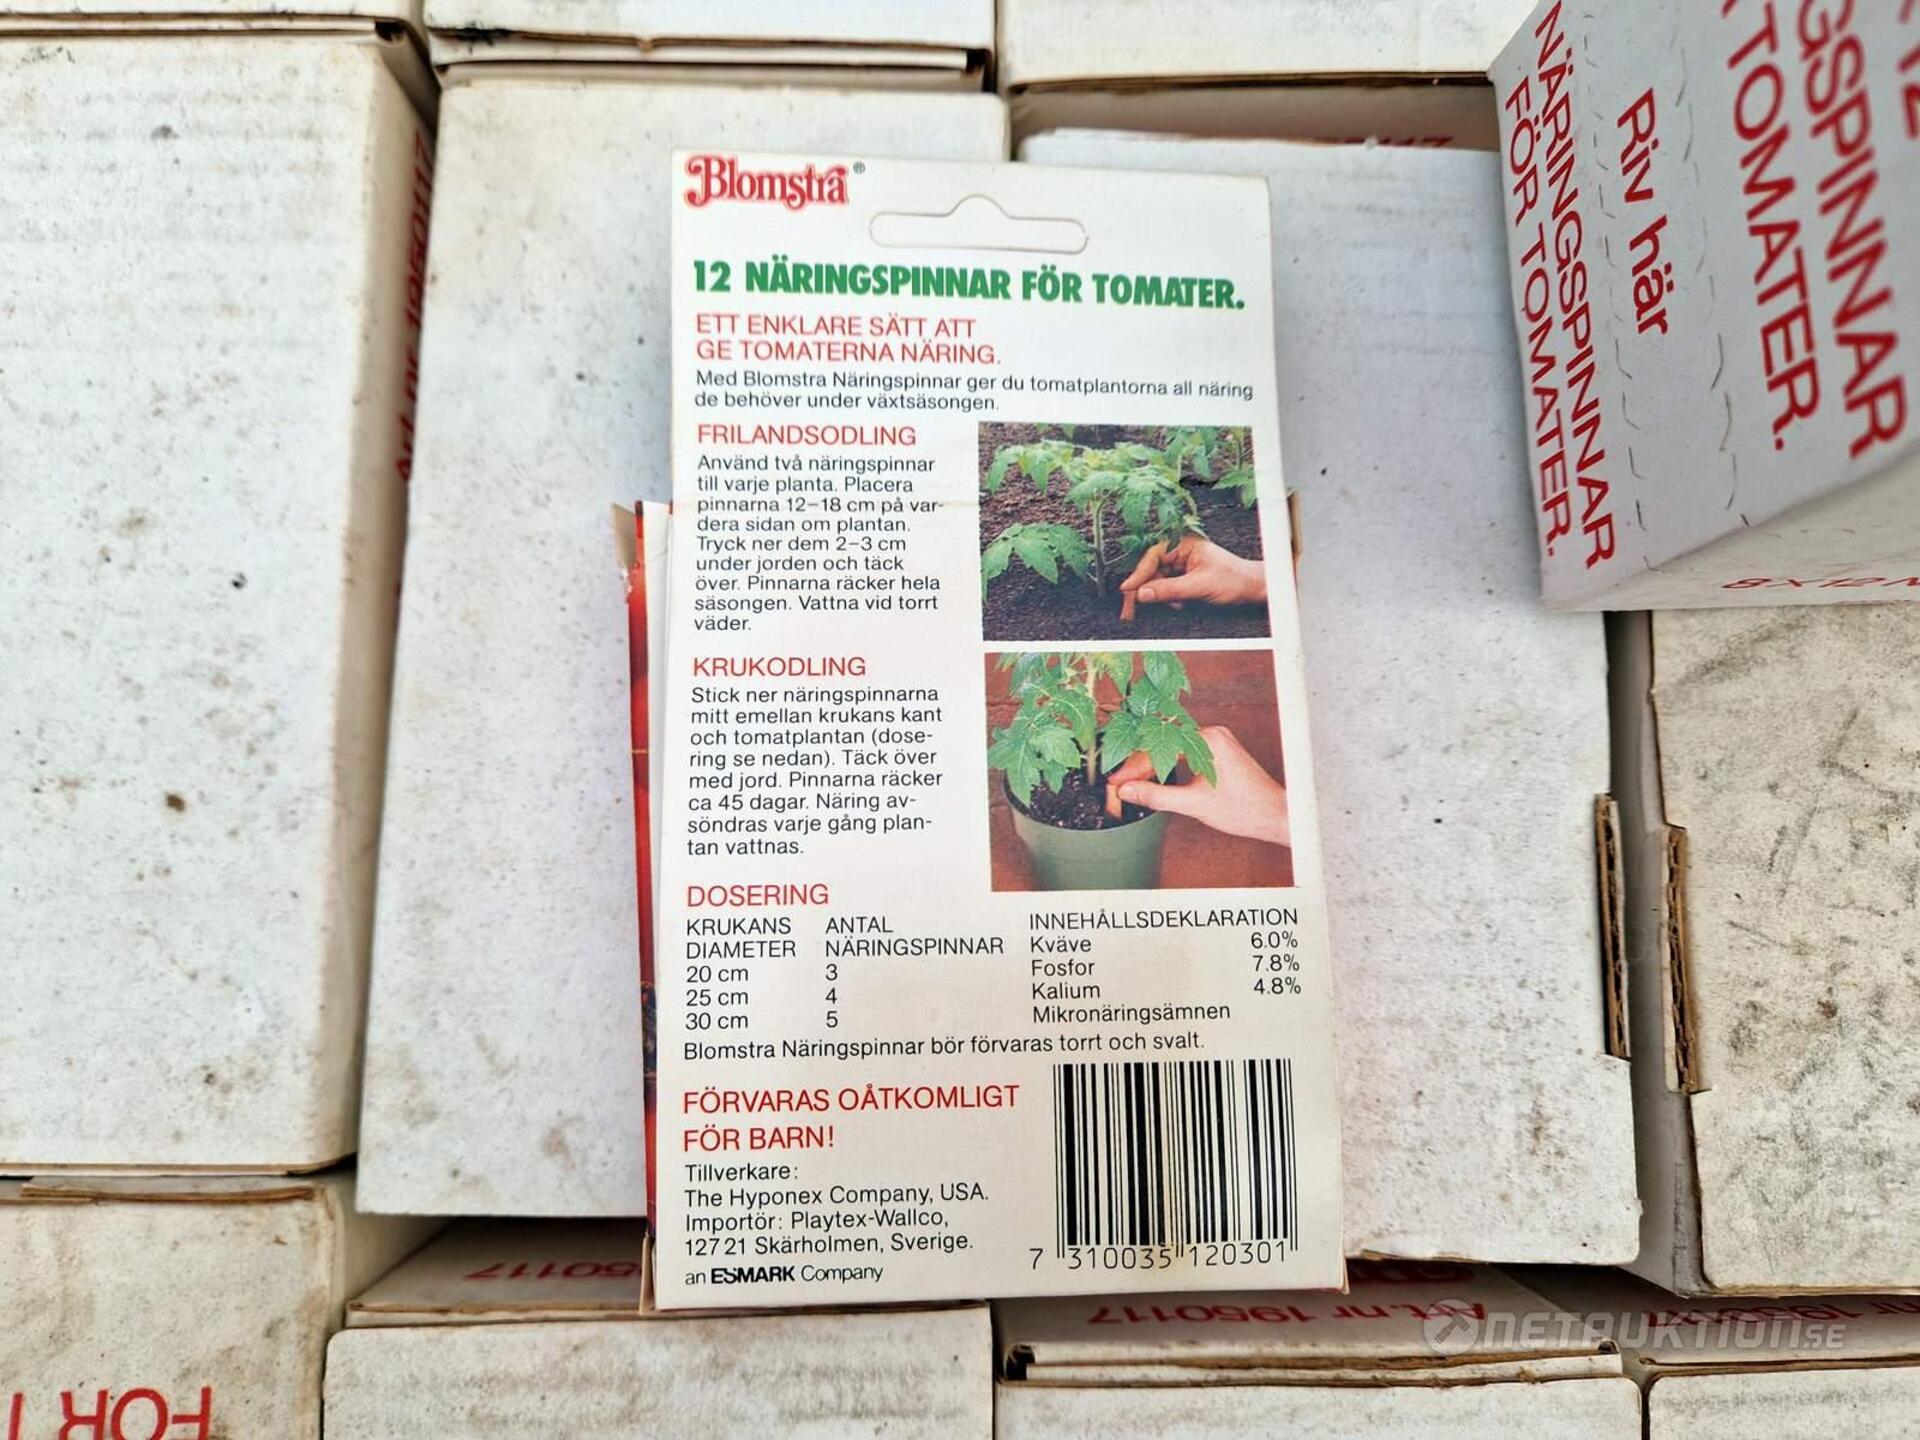 Blomstra®
12 NÄRINGSPINNAR FÖR TOMATER.
ETT ENKLARE SÄTT ATT
GE TOMATERNA NÄRING.
Med Blomstra Näringspinnar ger du tomatplantorna all näring
de behöver under växtsäsongen.
FRILANDSODLING
Använd två näringspinnar
till varje planta. Placera
pinnarna 12–18 cm på var-
dera sidan om plantan.
Tryck ner dem 2–3 cm
under jorden och täck
över. Pinnarna räcker hela
säsongen. Vattna vid torrt
väder.
KRUKODLING
Stick ner näringspinnarna
mitt emellan krukans kant
och tomatplantan (dose-
ring se nedan). Täck över
med jord. Pinnarna räcker
ca 45 dagar. Näring av-
söndras varje gång plan-
tan vattnas.
DOSERING
KRUKANS ANTAL
DIAMETER NÄRINGSPINNAR
20 cm 3
25 cm 4
30 cm 5
INNEHÅLLSDEKLARATION
Kväve 6.0%
Fosfor 7.8%
Kalium 4.8%
Mikronäringsämnen
Blomstra Näringspinnar bör förvaras torrt och svalt.
FÖRVARAS OÅTKOMLIGT
FÖR BARN!
Tillverkare:
The Hyponex Company, USA.
Importör: Playtex-Wallco,
127 21 Skärholmen, Sverige.
an ESMARK Company
7 310035 120301
NÄRINGSPINNAR
FÖR TOMATER.
Riv här
GSPINNAR
TOMATER.
8×12 N
Art.nr 1950117
Art.nr 1950117
1950117
FÖR T
NETAUKTION.SE